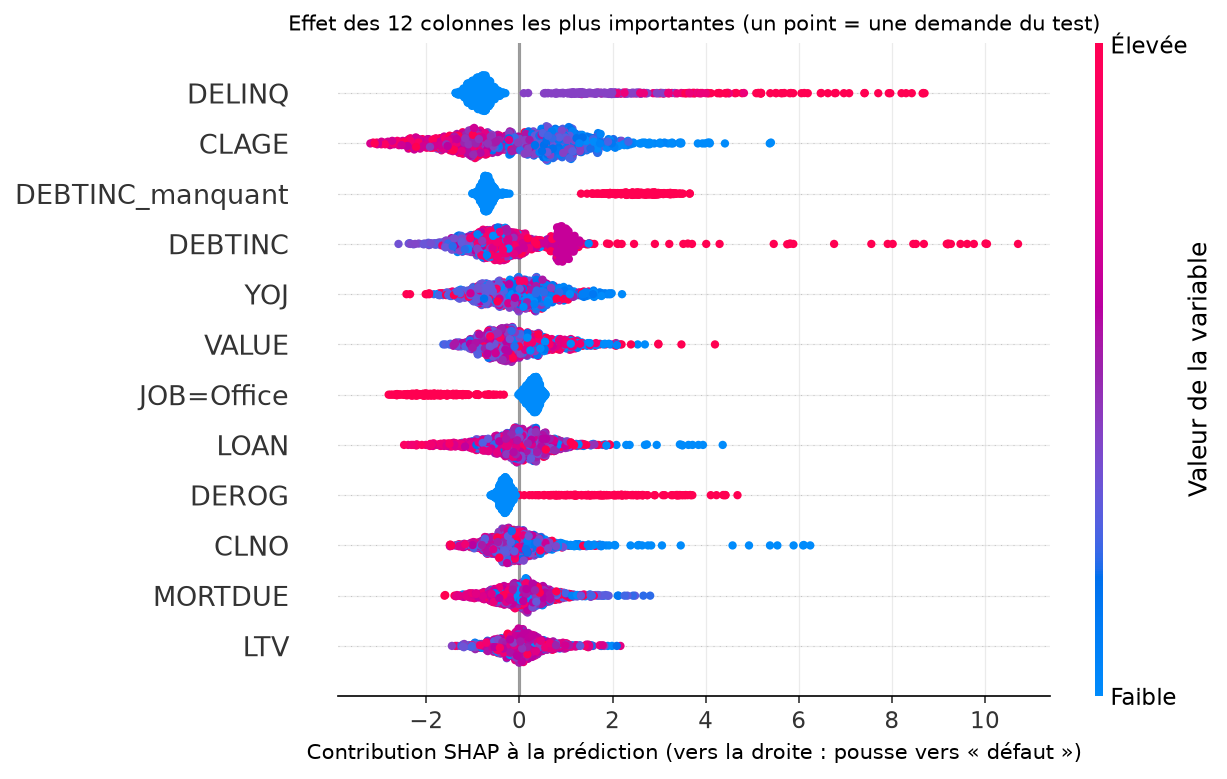 Effet des 12 colonnes les plus importantes (un point = une demande du test)
Élevée
DELINQ
CLAGE
DEBTINC_manquant
DEBTINC
YOJ
VALUE
JOB=Office
LOAN
DEROG
CLNO
MORTDUE
LTV
Valeur de la variable
Faible
−2 0 2 4 6 8 10
Contribution SHAP à la prédiction (vers la droite : pousse vers « défaut »)